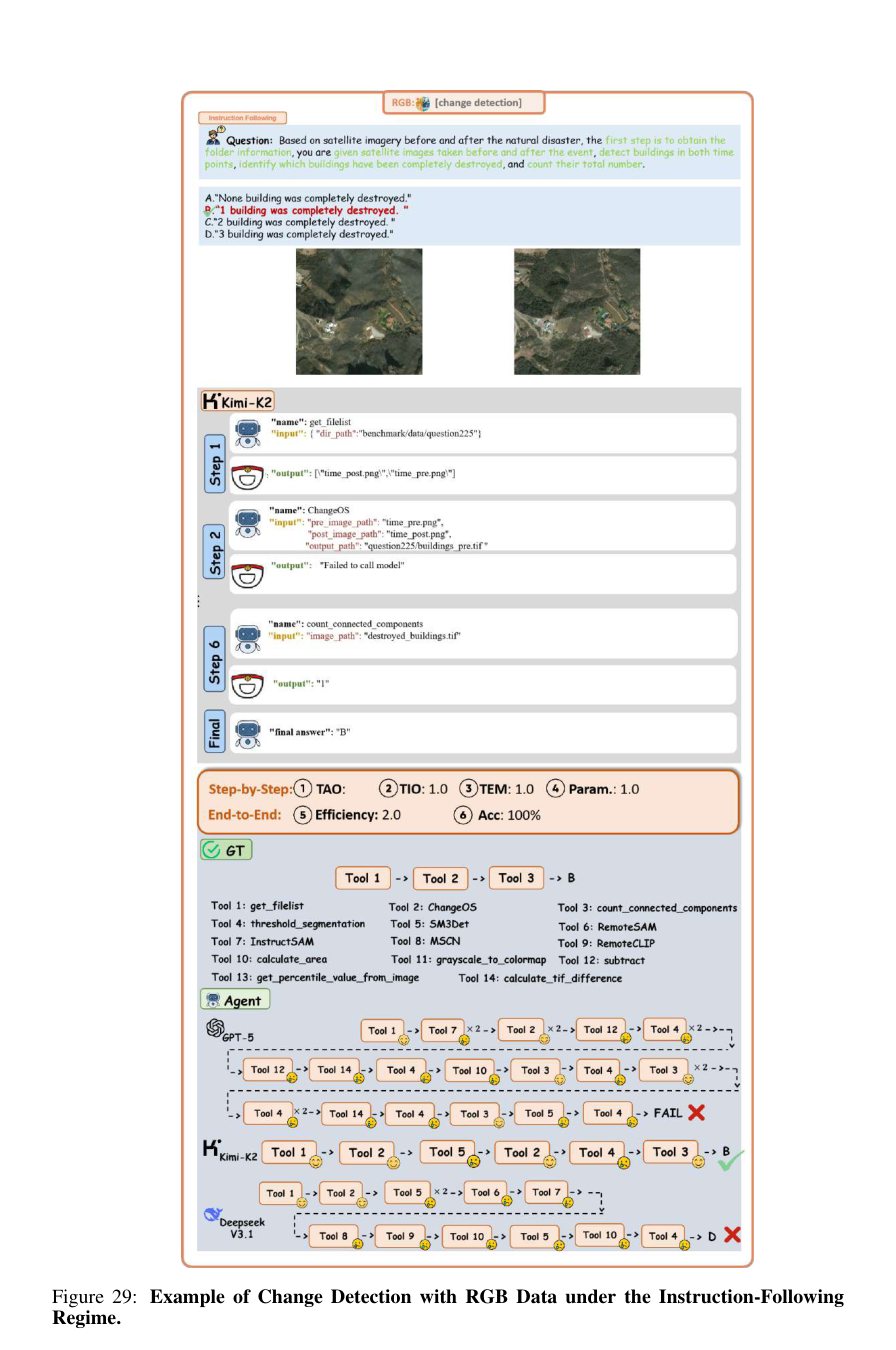 RGB: [change detection]
Instruction Following
Question: Based on satellite imagery before and after the natural disaster, the first step is to obtain the
folder information, you are given satellite images taken before and after the event, detect buildings in both time
points, identify which buildings have been completely destroyed, and count their total number.
A."None building was completely destroyed."
B."1 building was completely destroyed. "
C."2 building was completely destroyed. "
D."3 building was completely destroyed."
Kimi-K2
Step 1
"name": get_filelist
"input": { "dir_path":"benchmark/data/question225"}
, "output": [\"time_post.png\",\"time_pre.png\"]
Step 2
"name": ChangeOS
"input": "pre_image_path": "time_pre.png",
"post_image_path": "time_post.png",
"output_path": "question225/buildings_pre.tif "
"output": "Failed to call model"
...
Step 6
"name": count_connected_components
"input": "image_path": "destroyed_buildings.tif"
"output": "1"
Final
"final answer": "B"
Step-by-Step: 1 TAO: 2 TIO: 1.0 3 TEM: 1.0 4 Param.: 1.0
End-to-End: 5 Efficiency: 2.0 6 Acc: 100%
GT
Tool 1 -> Tool 2 -> Tool 3 -> B
Tool 1: get_filelist Tool 2: ChangeOS Tool 3: count_connected_components
Tool 4: threshold_segmentation Tool 5: SM3Det Tool 6: RemoteSAM
Tool 7: InstructSAM Tool 8: MSCN Tool 9: RemoteCLIP
Tool 10: calculate_area Tool 11: grayscale_to_colormap Tool 12: subtract
Tool 13: get_percentile_value_from_image Tool 14: calculate_tif_difference
Agent
GPT-5 Tool 1 -> Tool 7 ×2 -> Tool 2 ×2 -> Tool 12 -> Tool 4 ×2 ->
-> Tool 12 -> Tool 14 -> Tool 4 -> Tool 10 -> Tool 3 -> Tool 4 -> Tool 3 ×2 ->
-> Tool 4 ×2 -> Tool 14 -> Tool 4 -> Tool 3 -> Tool 5 -> Tool 4 -> FAIL
Kimi-K2 Tool 1 -> Tool 2 -> Tool 5 -> Tool 2 -> Tool 4 -> Tool 3 -> B
Tool 1 -> Tool 2 -> Tool 5 ×2 -> Tool 6 -> Tool 7 ->
Deepseek
V3.1 -> Tool 8 -> Tool 9 -> Tool 10 -> Tool 5 -> Tool 10 -> Tool 4 -> D
Figure 29: Example of Change Detection with RGB Data under the Instruction-Following
Regime.